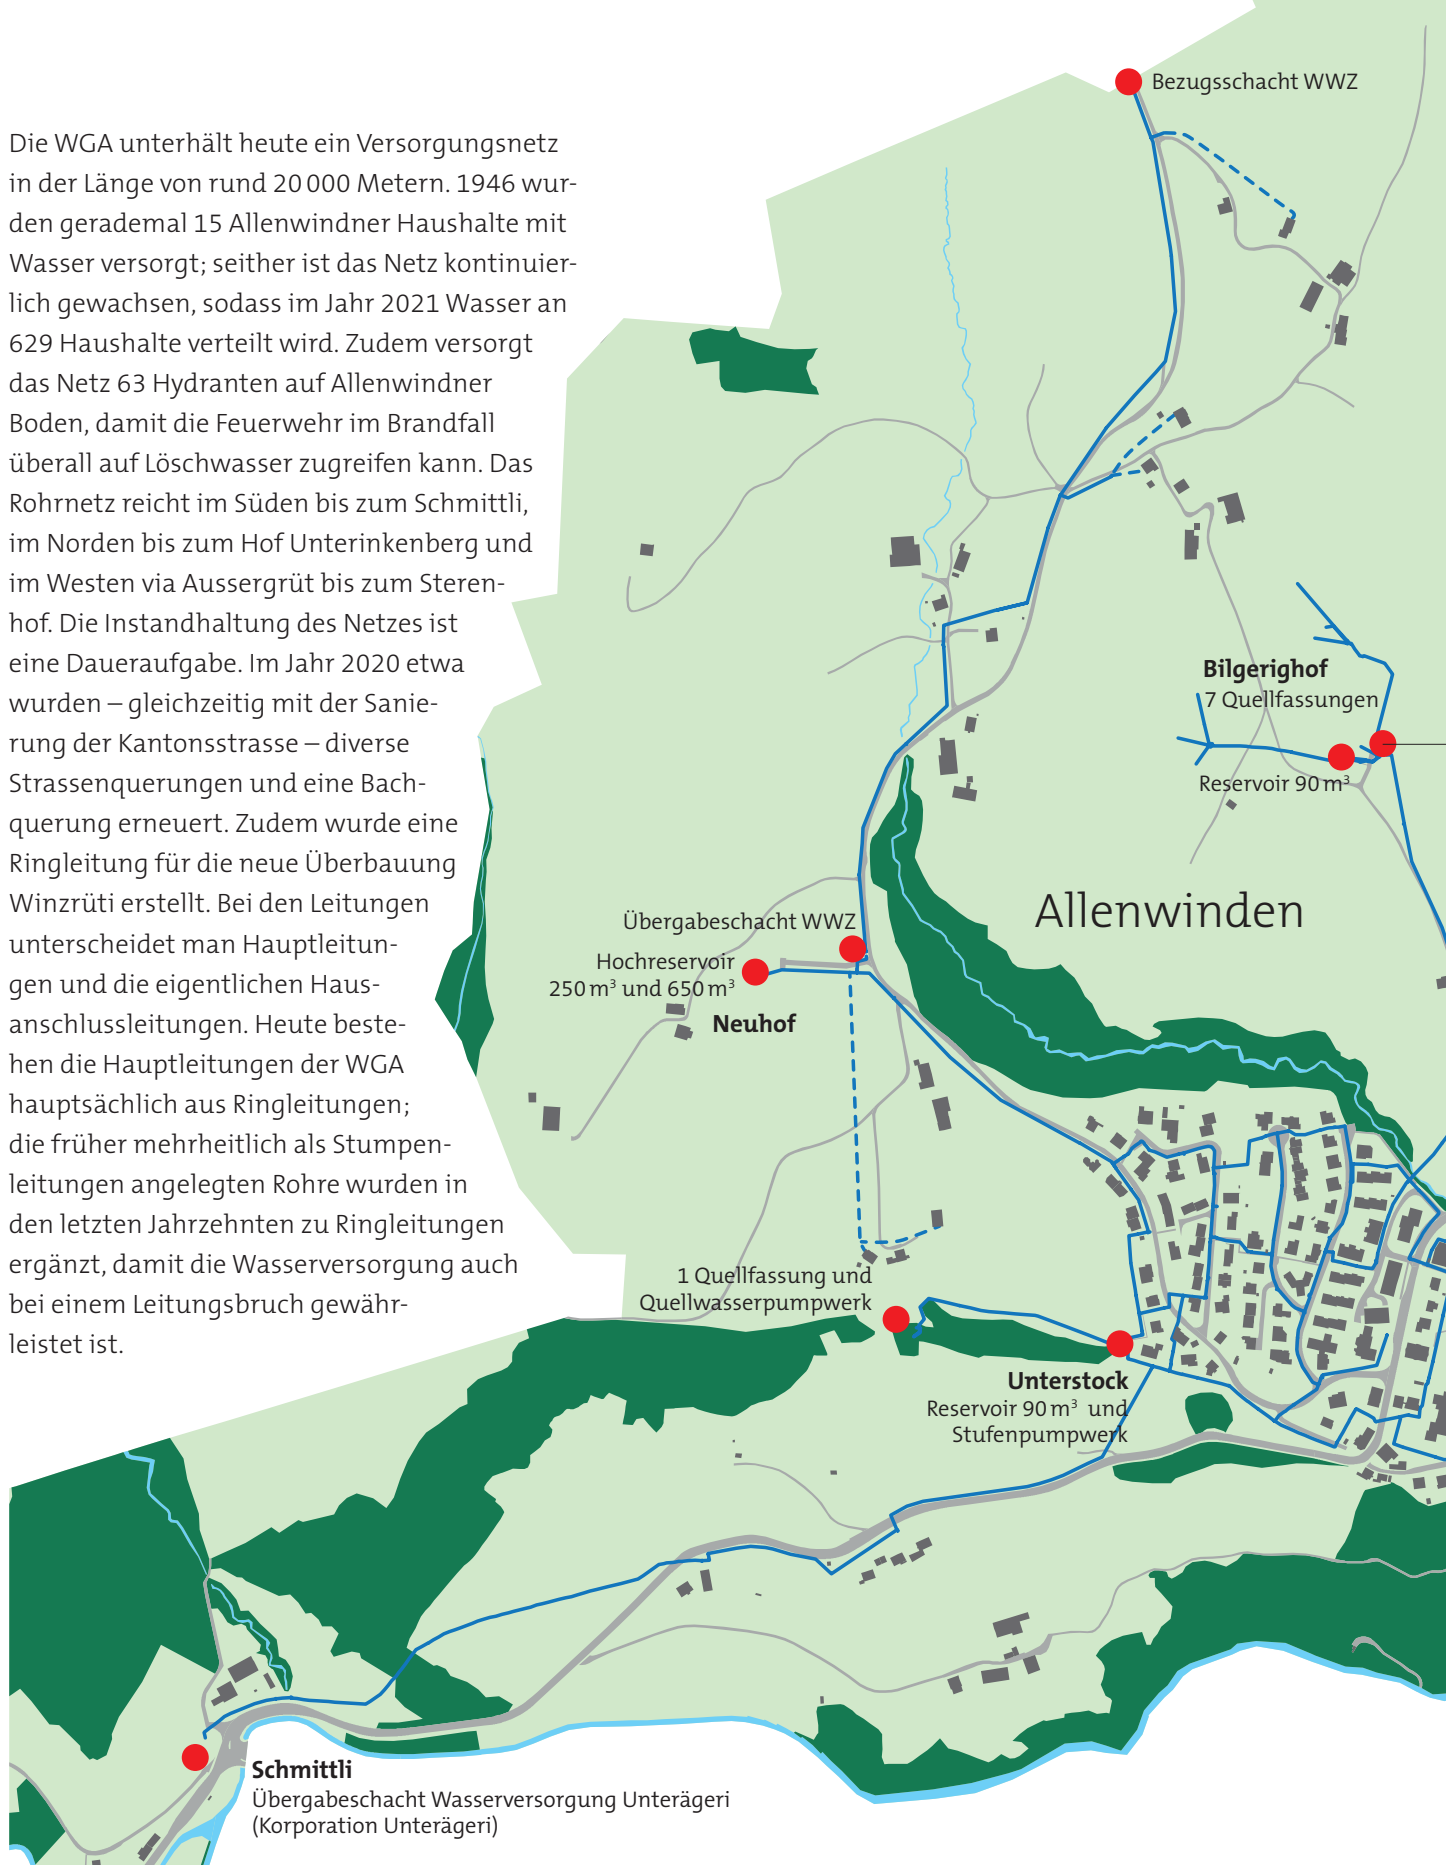 Die WGA unterhält heute ein Versorgungsnetz
in der Länge von rund 20 000 Metern. 1946 wur-
den gerademal 15 Allenwindner Haushalte mit
Wasser versorgt; seither ist das Netz kontinuier-
lich gewachsen, sodass im Jahr 2021 Wasser an
629 Haushalte verteilt wird. Zudem versorgt
das Netz 63 Hydranten auf Allenwindner
Boden, damit die Feuerwehr im Brandfall
überall auf Löschwasser zugreifen kann. Das
Rohrnetz reicht im Süden bis zum Schmittli,
im Norden bis zum Hof Unterinkenberg und
im Westen via Aussergrüt bis zum Steren-
hof. Die Instandhaltung des Netzes ist
eine Daueraufgabe. Im Jahr 2020 etwa
wurden – gleichzeitig mit der Sanie-
rung der Kantonsstrasse – diverse
Strassenquerungen und eine Bach-
querung erneuert. Zudem wurde eine
Ringleitung für die neue Überbauung
Winzrüti erstellt. Bei den Leitungen
unterscheidet man Hauptleitun-
gen und die eigentlichen Haus-
anschlussleitungen. Heute beste-
hen die Hauptleitungen der WGA
hauptsächlich aus Ringleitungen;
die früher mehrheitlich als Stumpen-
leitungen angelegten Rohre wurden in
den letzten Jahrzehnten zu Ringleitungen
ergänzt, damit die Wasserversorgung auch
bei einem Leitungsbruch gewähr-
leistet ist.
Bezugsschacht WWZ
Bilgerighof
7 Quellfassungen
Reservoir 90 m³
Allenwinden
Übergabeschacht WWZ
Hochreservoir
250 m³ und 650 m³
Neuhof
1 Quellfassung und
Quellwasserpumpwerk
Unterstock
Reservoir 90 m³ und
Stufenpumpwerk
Schmittli
Übergabeschacht Wasserversorgung Unterägeri
(Korporation Unterägeri)